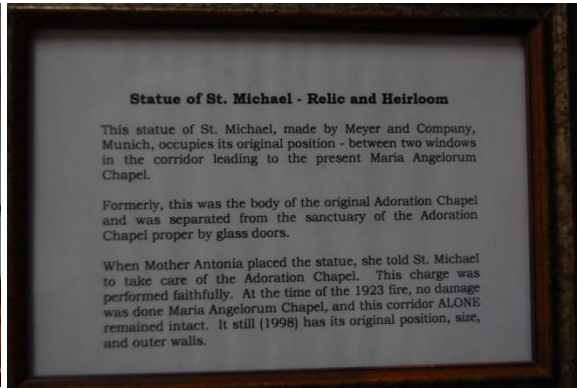 Statue of St. Michael - Relic and Heirloom
This statue of St. Michael, made by Meyer and Company,
Munich, occupies its original position - between two windows
in the corridor leading to the present Maria Angelorum
Chapel.
Formerly, this was the body of the original Adoration Chapel
and was separated from the sanctuary of the Adoration
Chapel proper by glass doors.
When Mother Antonia placed the statue, she told St. Michael
to take care of the Adoration Chapel. This charge was
performed faithfully. At the time of the 1923 fire, no damage
was done Maria Angelorum Chapel, and this corridor ALONE
remained intact. It still (1998) has its original position, size,
and outer walls.